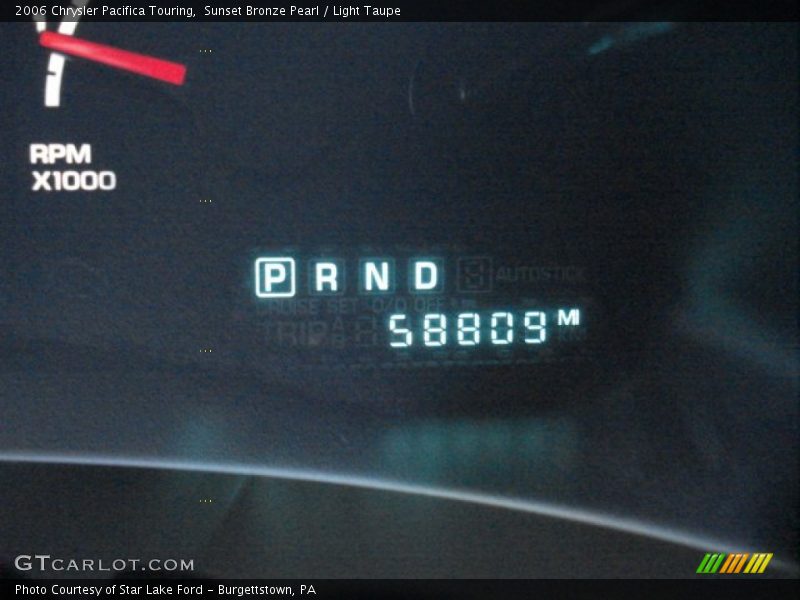 2006 Chrysler Pacifica Touring,  Sunset Bronze Pearl / Light Taupe
RPM
X1000
P R N D AUTOSTICK
58809 MI
GTCARLOT.COM
Photo Courtesy of Star Lake Ford - Burgettstown, PA